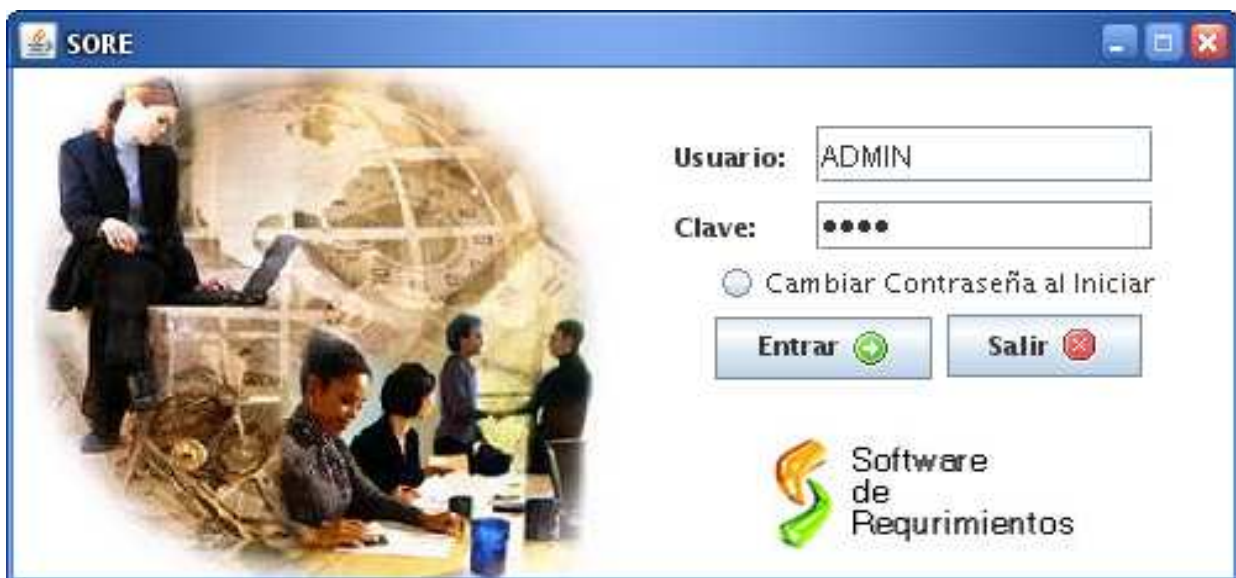 SORE
Usuario: ADMIN
Clave: ••••
Cambiar Contraseña al Iniciar
Entrar
Salir
Software
de
Requrimientos